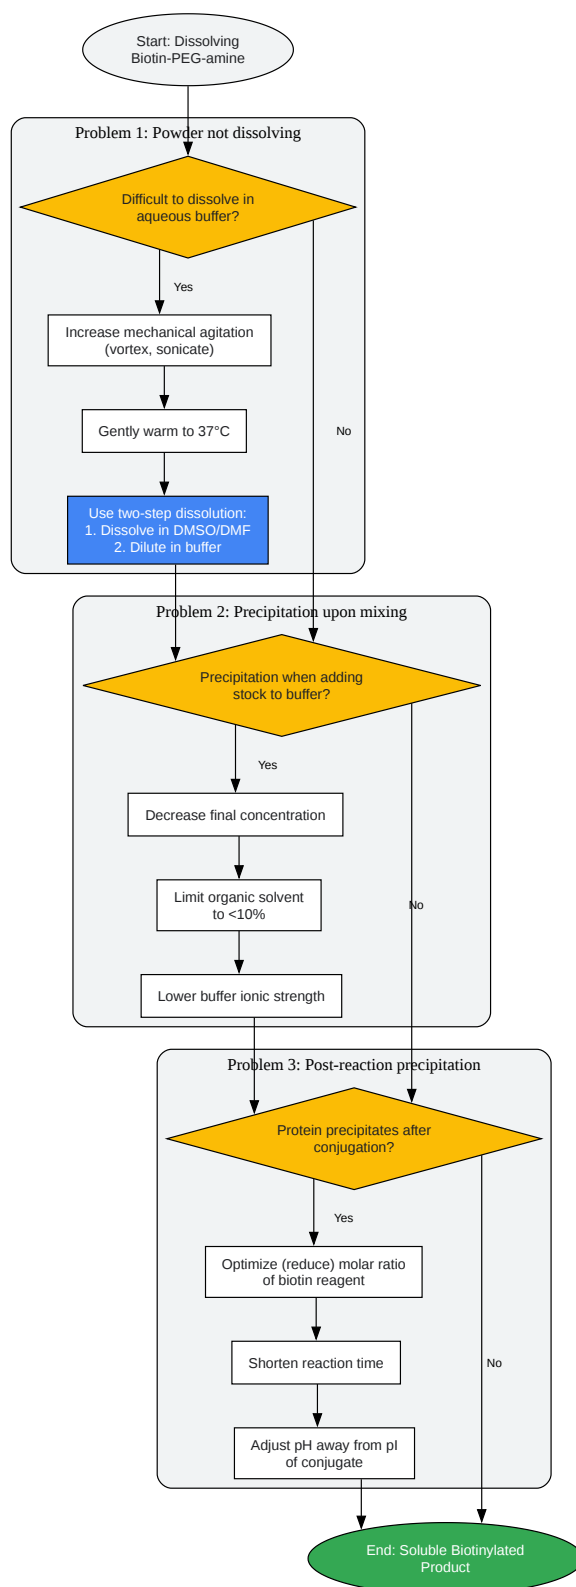 Start: Dissolving
Biotin-PEG-amine
Problem 1: Powder not dissolving
Difficult to dissolve in
aqueous buffer?
Yes
Increase mechanical agitation
(vortex, sonicate)
Gently warm to 37°C
No
Use two-step dissolution:
1. Dissolve in DMSO/DMF
2. Dilute in buffer
Problem 2: Precipitation upon mixing
Precipitation when adding
stock to buffer?
Yes
Decrease final concentration
Limit organic solvent
to <10%
No
Lower buffer ionic strength
Problem 3: Post-reaction precipitation
Protein precipitates after
conjugation?
Yes
Optimize (reduce) molar ratio
of biotin reagent
Shorten reaction time
No
Adjust pH away from pI
of conjugate
End: Soluble Biotinylated
Product